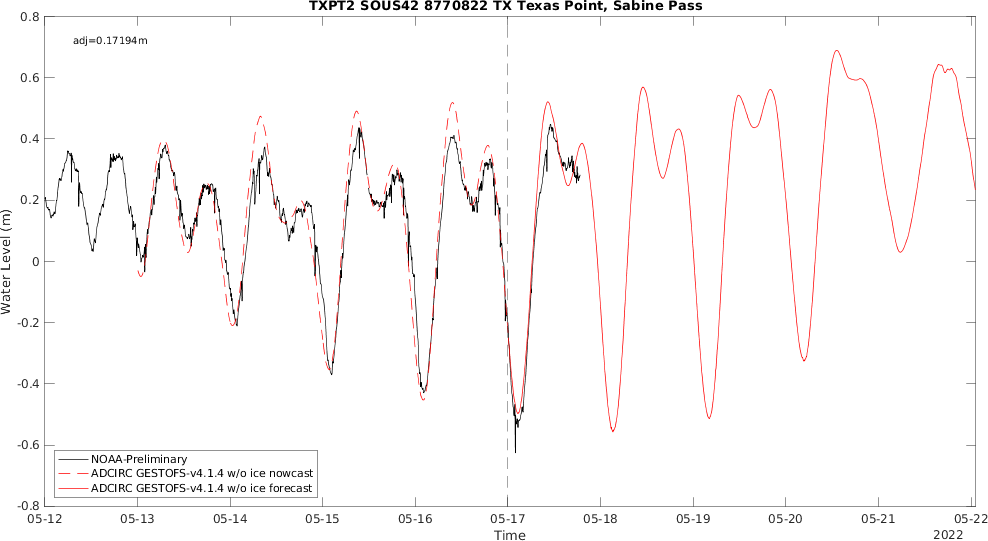 TXPT2 SOUS42 8770822 TX Texas Point, Sabine Pass
adj=0.17194m
0.8
0.6
0.4
0.2
0
-0.2
-0.4
-0.6
-0.8
Water Level (m)
NOAA-Preliminary
ADCIRC GESTOFS-v4.1.4 w/o ice nowcast
ADCIRC GESTOFS-v4.1.4 w/o ice forecast
05-12 05-13 05-14 05-15 05-16 05-17 05-18 05-19 05-20 05-21 05-22
Time
2022